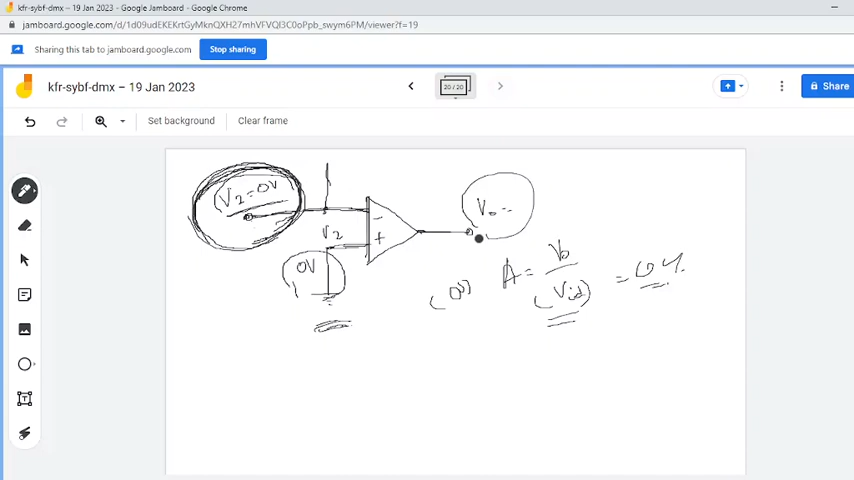 kfr-sybf-dmx – 19 Jan 2023 - Google Jamboard - Google Chrome
jamboard.google.com/d/1d09udEKEKrtGyMknQXH27mhVFVQI3C0oPpb_swym6PM/viewer?f=19
Sharing this tab to jamboard.google.com Stop sharing
kfr-sybf-dmx – 19 Jan 2023 20 / 20 Share
Set background Clear frame
V2=0V
V2 - V0=
+
0V
A = V0 / (Vid) =